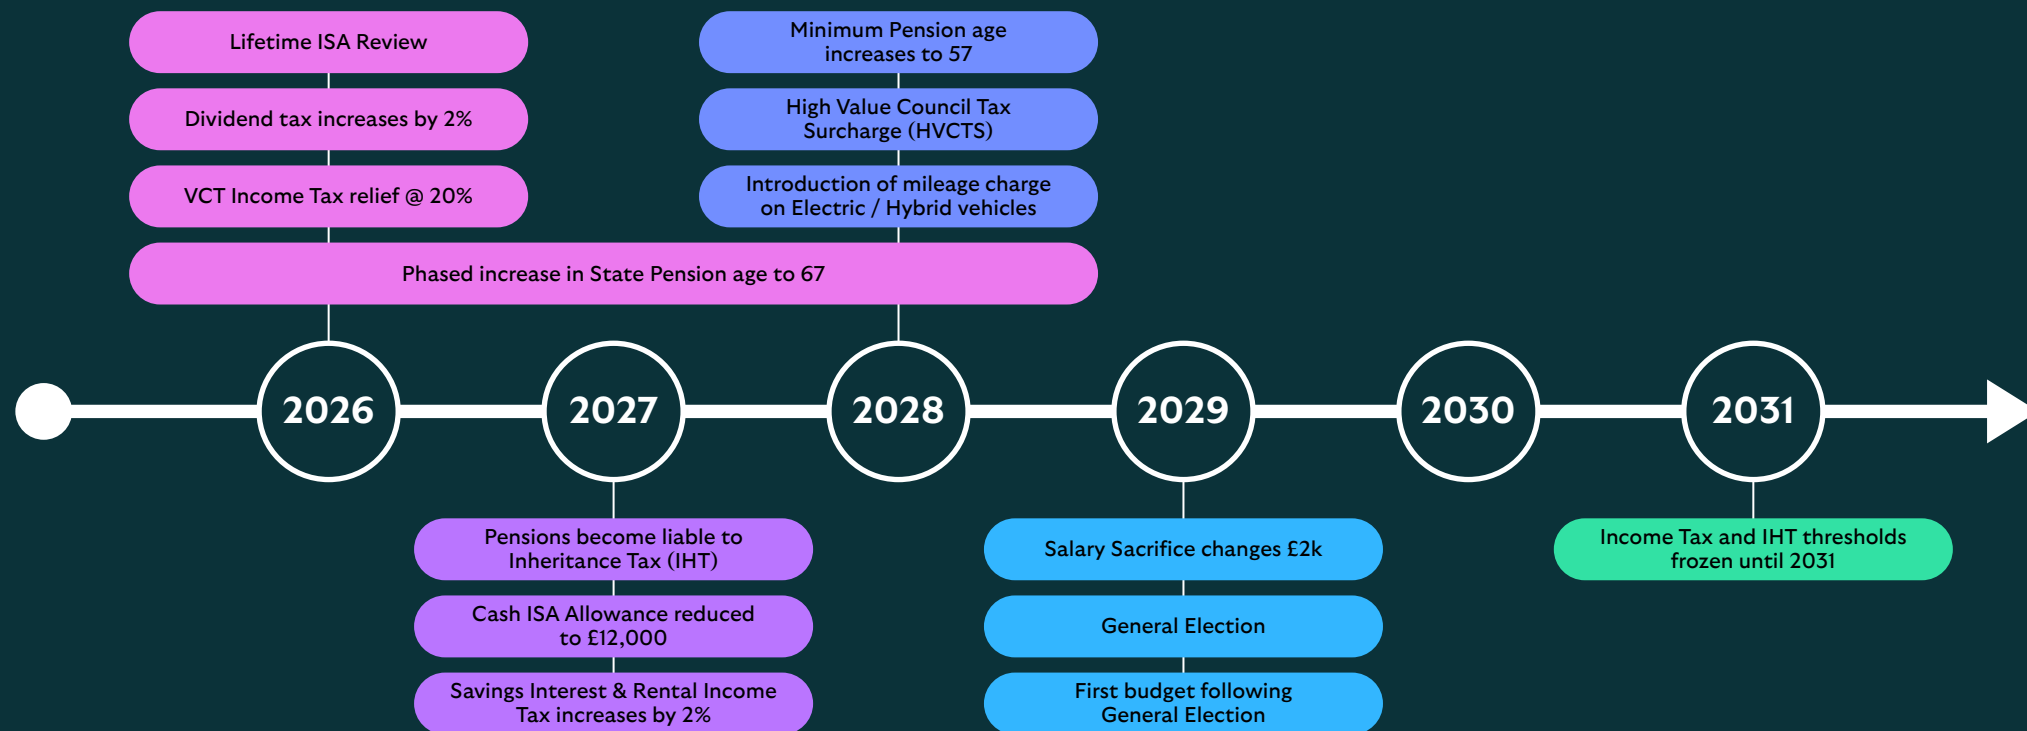 Lifetime ISA Review
Dividend tax increases by 2%
VCT Income Tax relief @ 20%
Minimum Pension age
increases to 57
High Value Council Tax
Surcharge (HVCTS)
Introduction of mileage charge
on Electric / Hybrid vehicles
Phased increase in State Pension age to 67
2026
2027
2028
2029
2030
2031
Pensions become liable to
Inheritance Tax (IHT)
Cash ISA Allowance reduced
to £12,000
Savings Interest & Rental Income
Tax increases by 2%
Salary Sacrifice changes £2k
General Election
First budget following
General Election
Income Tax and IHT thresholds
frozen until 2031